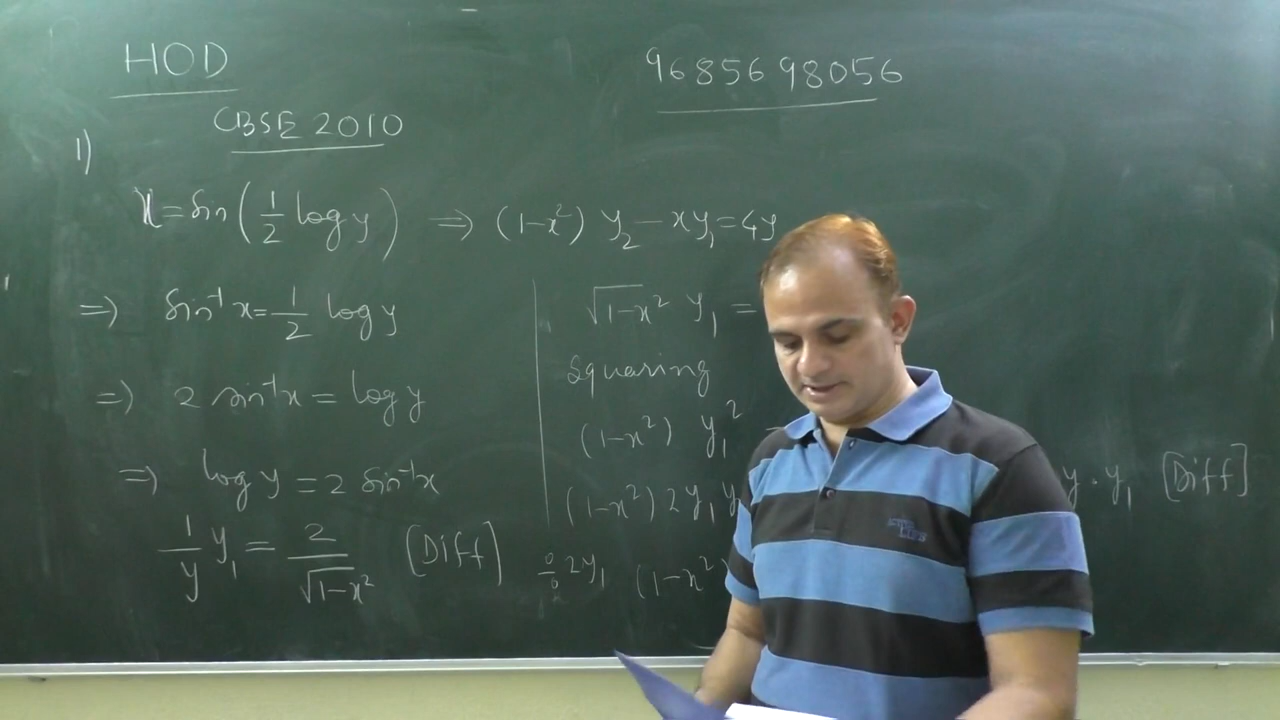 HOD
9685698056
CBSE 2010
1)
x = sin(1/2 log y) ⇒ (1-x²) y₂ - xy₁ = 4y
⇒ sin⁻¹x = 1/2 log y
⇒ 2 sin⁻¹x = log y
⇒ log y = 2 sin⁻¹x
1/y y₁ = 2/√1-x² [Diff]
√1-x² y₁ =
Squaring
(1-x²) y₁²
(1-x²) 2y₁ y
y · y₁ [Diff]
÷ 2y₁ (1-x²)